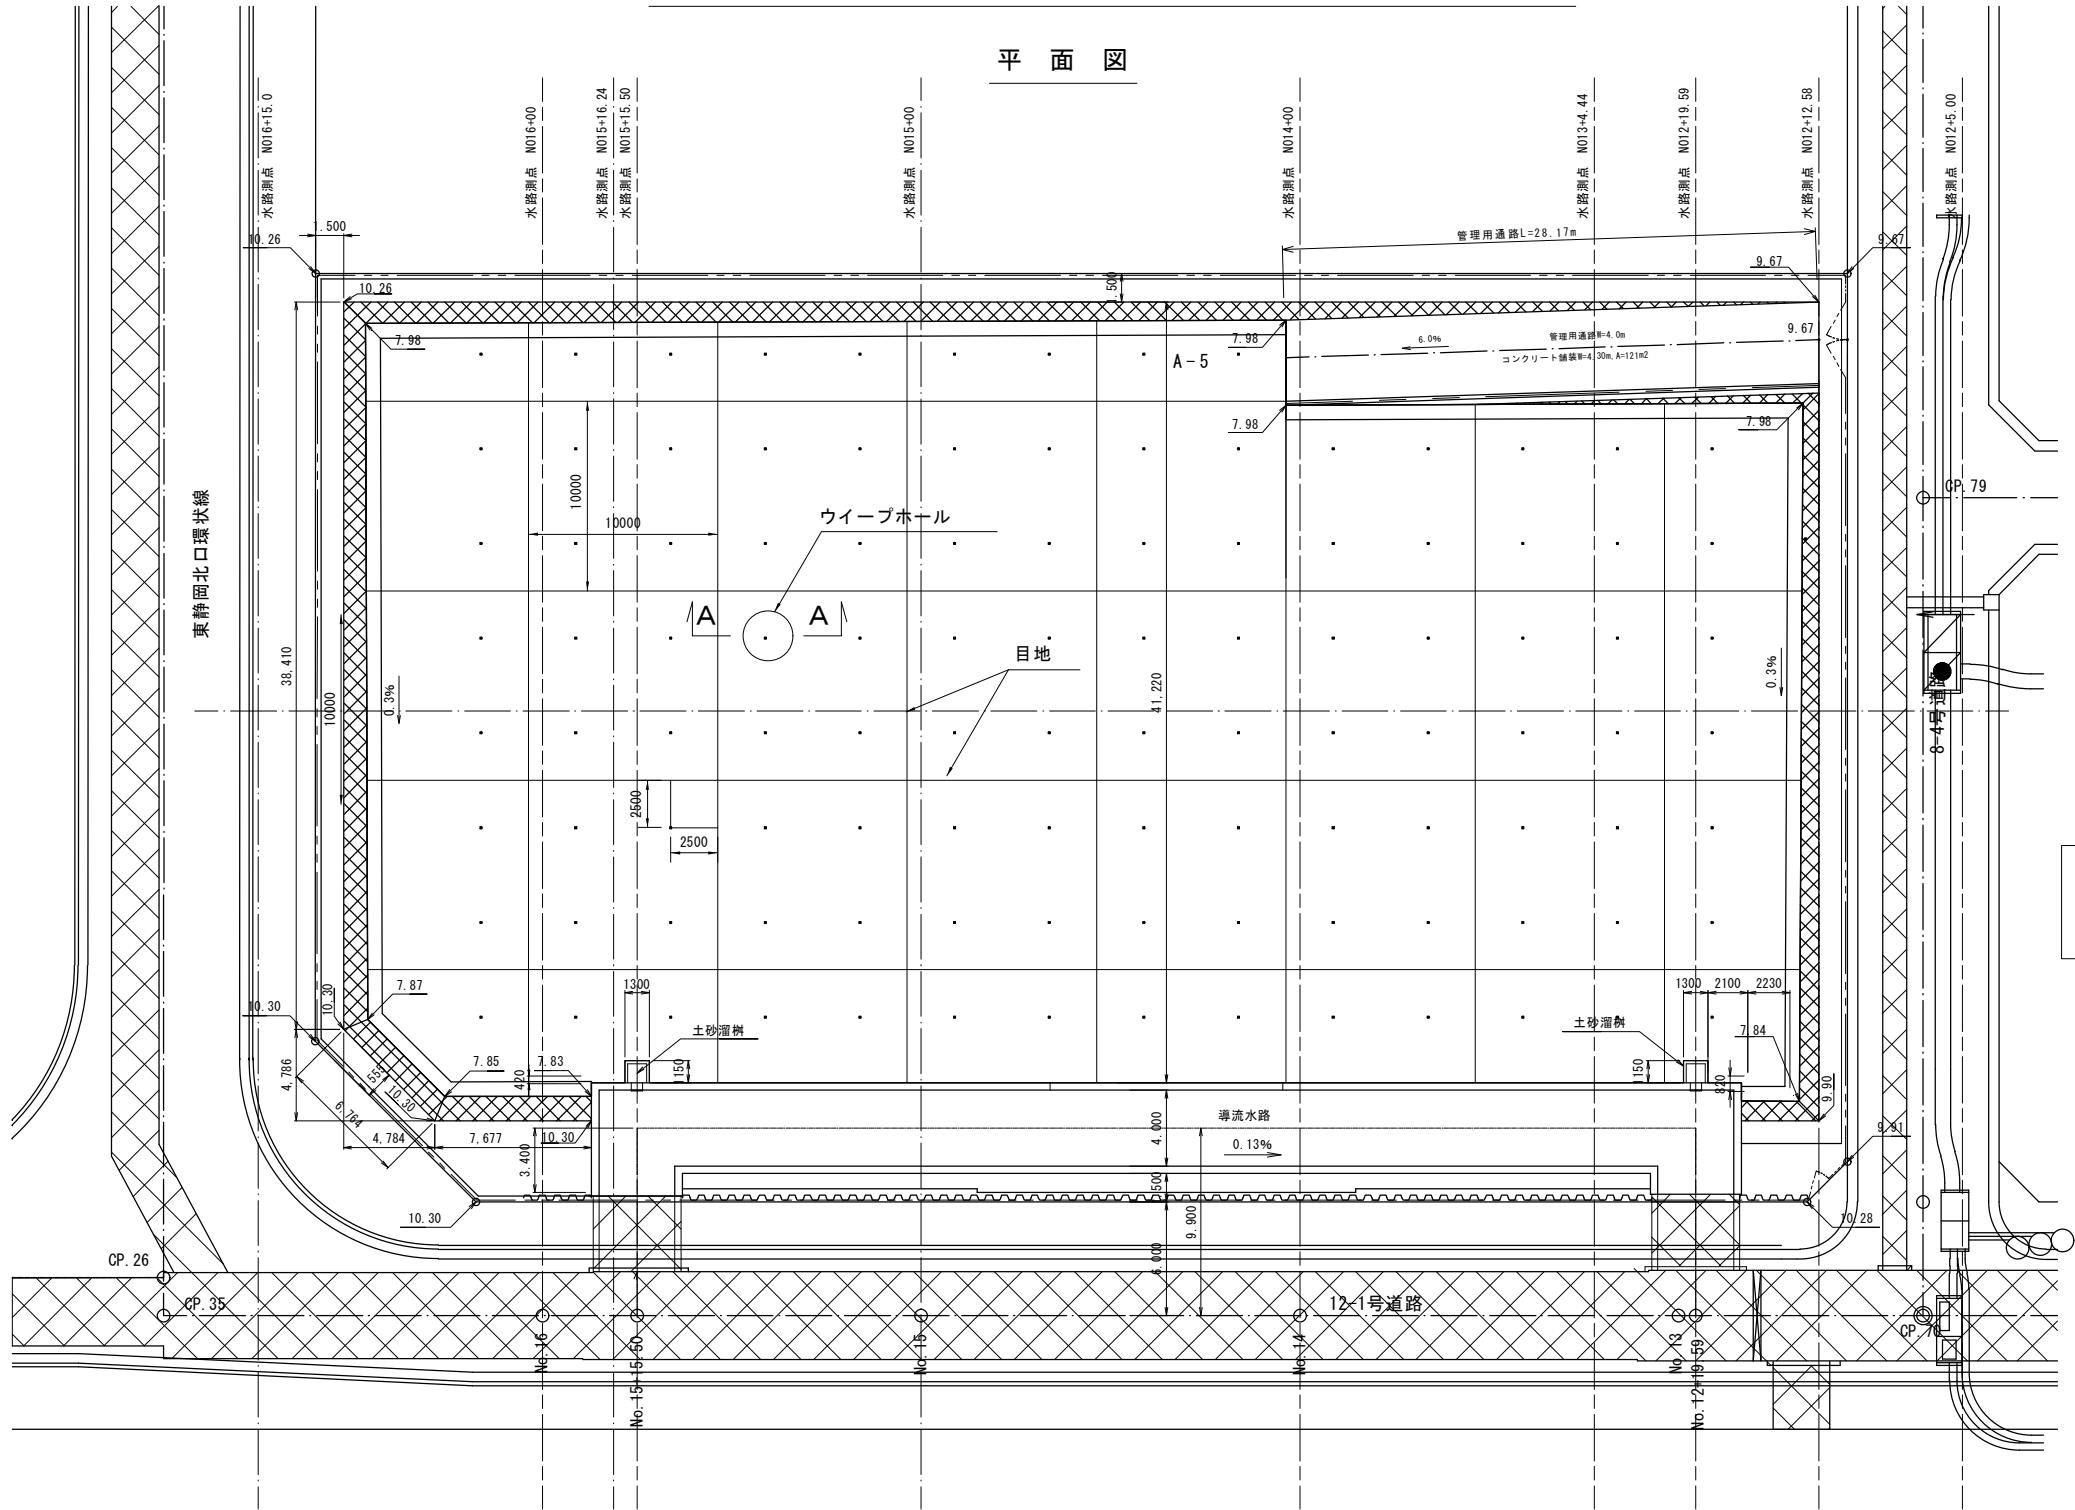 平 面 図
水路測点 NO16+15.0
水路測点 NO16+00
水路測点 NO15+16.24
水路測点 NO15+15.50
水路測点 NO15+00
水路測点 NO14+00
水路測点 NO13+4.44
水路測点 NO12+19.59
水路測点 NO12+12.58
水路測点 NO12+5.00
1.500
10.26
管理用通路L=28.17m
9.67
9.67
10.26
1.500
7.98
7.98
A-5
6.0%
管理用通路W=4.0m
9.67
コンクリート舗装W=4.30m,A=121m2
7.98
7.98
CP.79
東静岡北口環状線
10000
10000
ウイープホール
A
A
目地
38,410
10000
0.3%
41,220
0.3%
8-4号道路
2500
2500
10.30
10.30
7.87
1300
1300
2100
2230
土砂溜桝
土砂溜桝
7.84
7.85
7.83
420
1150
1150
820
9.90
4,786
10.30
6,764
4,784
7,677
10.30
3.400
4.000
導流水路
0.13%
9.91
1500
10.30
9.900
6.000
10.28
CP.26
CP.35
12-1号道路
No.16
No.15+15.50
No.15
No.14
No.13
No.12+19.59